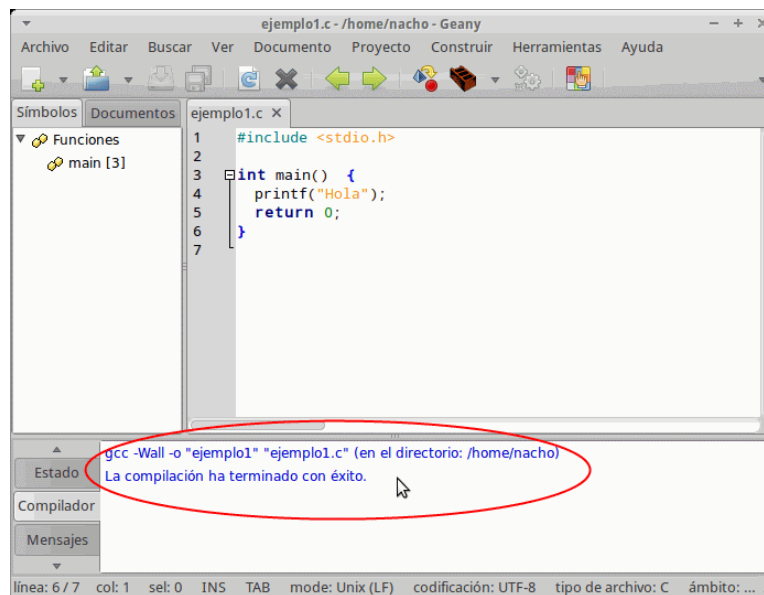 ejemplo1.c - /home/nacho - Geany
Archivo Editar Buscar Ver Documento Proyecto Construir Herramientas Ayuda
Símbolos Documentos
Funciones
main [3]
ejemplo1.c
1 #include <stdio.h>
2
3 int main() {
4 printf("Hola");
5 return 0;
6 }
7
Estado
Compilador
Mensajes
gcc -Wall -o "ejemplo1" "ejemplo1.c" (en el directorio: /home/nacho)
La compilación ha terminado con éxito.
línea: 6 / 7 col: 1 sel: 0 INS TAB mode: Unix (LF) codificación: UTF-8 tipo de archivo: C ámbito: ...